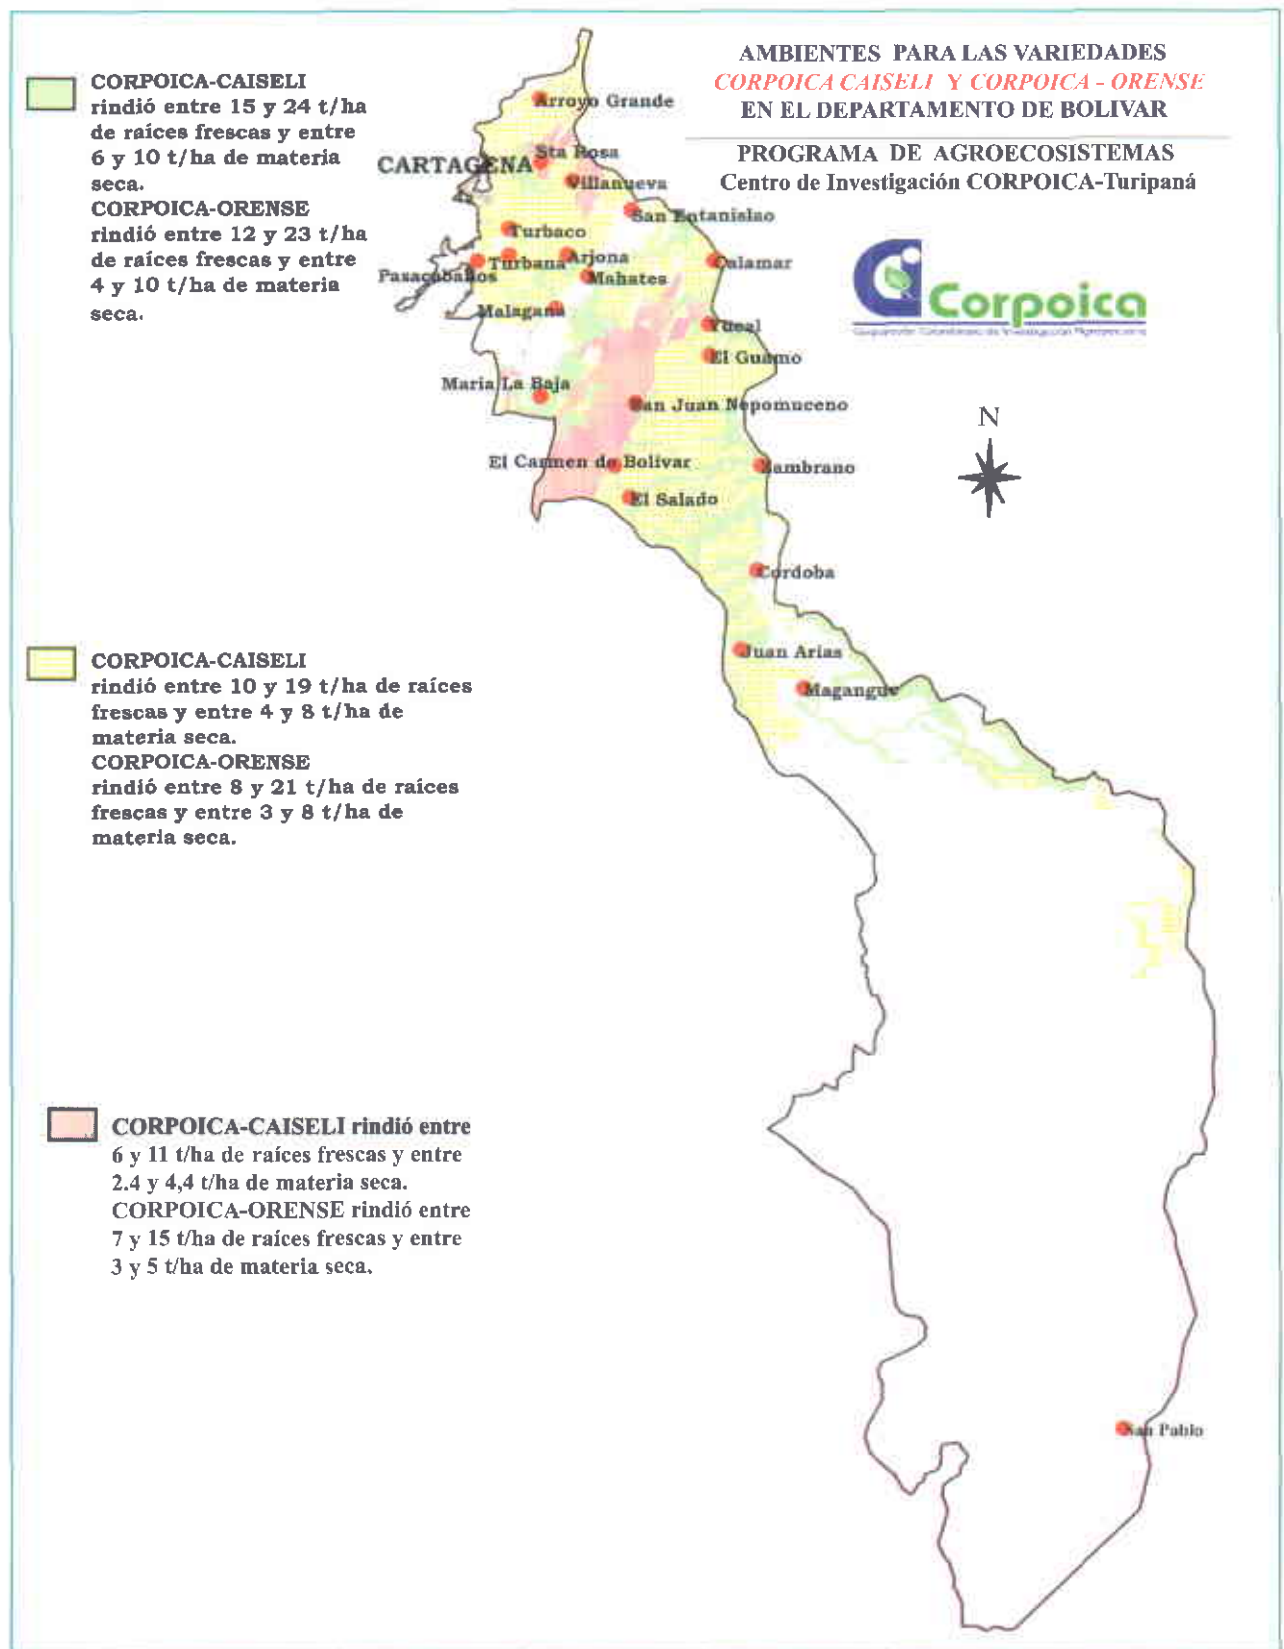 AMBIENTES PARA LAS VARIEDADES
CORPOICA CAISELI Y CORPOICA - ORENSE
EN EL DEPARTAMENTO DE BOLIVAR
PROGRAMA DE AGROECOSISTEMAS
Centro de Investigación CORPOICA-Turipaná
Corpoica
N
CORPOICA-CAISELI
rindió entre 15 y 24 t/ha
de raíces frescas y entre
6 y 10 t/ha de materia
seca.
CORPOICA-ORENSE
rindió entre 12 y 23 t/ha
de raíces frescas y entre
4 y 10 t/ha de materia
seca.
CORPOICA-CAISELI
rindió entre 10 y 19 t/ha de raíces
frescas y entre 4 y 8 t/ha de
materia seca.
CORPOICA-ORENSE
rindió entre 8 y 21 t/ha de raíces
frescas y entre 3 y 8 t/ha de
materia seca.
CORPOICA-CAISELI rindió entre
6 y 11 t/ha de raíces frescas y entre
2.4 y 4,4 t/ha de materia seca.
CORPOICA-ORENSE rindió entre
7 y 15 t/ha de raíces frescas y entre
3 y 5 t/ha de materia seca.
Arroyo Grande
Sta Rosa
CARTAGENA
Villanueva
San Estanislao
Turbaco
Turbana
Arjona
Calamar
Pasacaballos
Mahates
Malagana
Yucal
El Guamo
Maria La Baja
San Juan Nepomuceno
El Carmen de Bolivar
Zambrano
El Salado
Cordoba
Juan Arias
Magangue
San Pablo